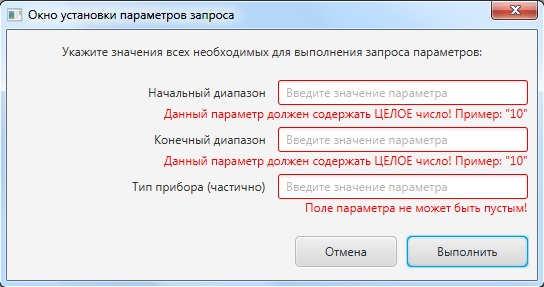 Окно установки параметров запроса
Укажите значения всех необходимых для выполнения запроса параметров:
Начальный диапазон Введите значение параметра
Данный параметр должен содержать ЦЕЛОЕ число! Пример: "10"
Конечный диапазон Введите значение параметра
Данный параметр должен содержать ЦЕЛОЕ число! Пример: "10"
Тип прибора (частично) Введите значение параметра
Поле параметра не может быть пустым!
Отмена Выполнить